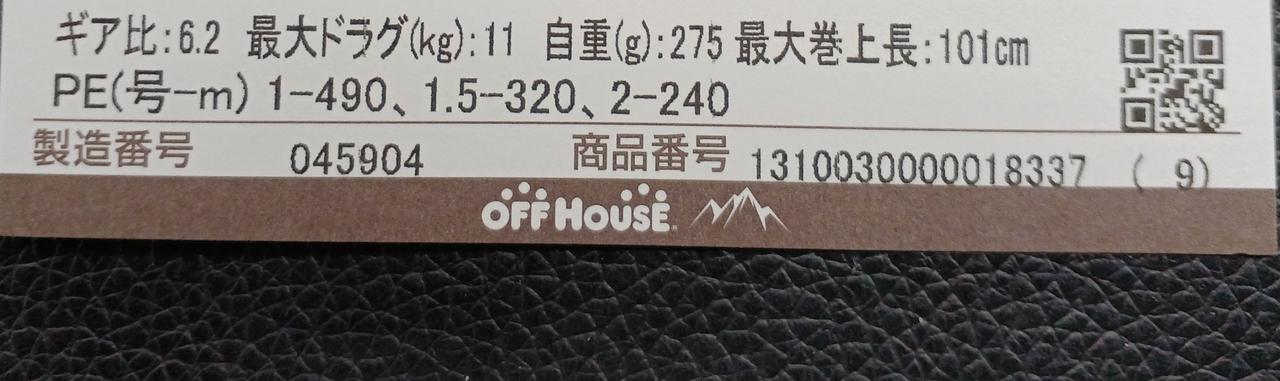 ギア比:6.2 最大ドラグ(kg):11 自重(g):275 最大巻上長:101cm
PE(号-m) 1-490、1.5-320、2-240
製造番号 045904 商品番号 1310030000018337 ( 9)
OFF HOUSE